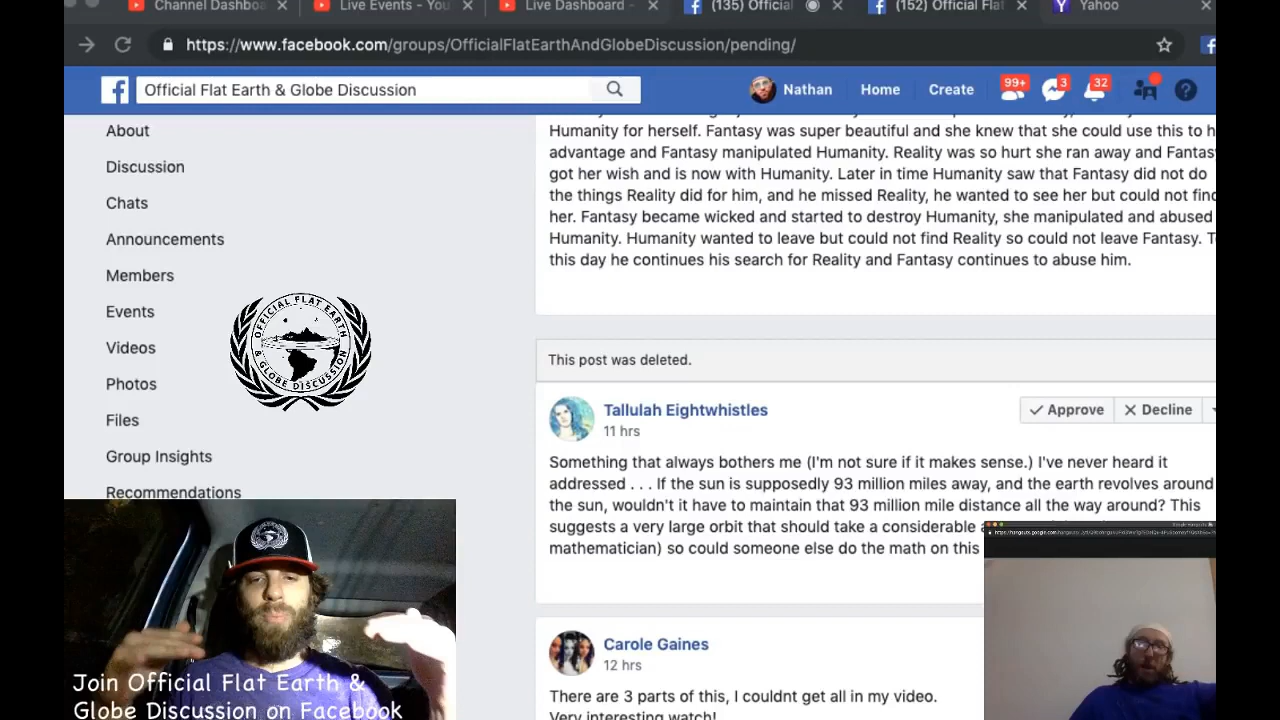 Channel Dashboa
Live Events - You
Live Dashboard -
(135) Official
(152) Official Flat
Yahoo
https://www.facebook.com/groups/OfficialFlatEarthAndGlobeDiscussion/pending/
Official Flat Earth & Globe Discussion
Nathan
Home
Create
99+
3
32
About
Discussion
Chats
Announcements
Members
Events
Videos
Photos
Files
Group Insights
Recommendations
OFFICIAL FLAT EARTH
& GLOBE DISCUSSION
Humanity for herself. Fantasy was super beautiful and she knew that she could use this to h
advantage and Fantasy manipulated Humanity. Reality was so hurt she ran away and Fantas
got her wish and is now with Humanity. Later in time Humanity saw that Fantasy did not do
the things Reality did for him, and he missed Reality, he wanted to see her but could not find
her. Fantasy became wicked and started to destroy Humanity, she manipulated and abused
Humanity. Humanity wanted to leave but could not find Reality so could not leave Fantasy. T
this day he continues his search for Reality and Fantasy continues to abuse him.
This post was deleted.
Tallulah Eightwhistles
11 hrs
Approve
Decline
Something that always bothers me (I'm not sure if it makes sense.) I've never heard it
addressed . . . If the sun is supposedly 93 million miles away, and the earth revolves around
the sun, wouldn't it have to maintain that 93 million mile distance all the way around? This
suggests a very large orbit that should take a considerable
mathematician) so could someone else do the math on this
Carole Gaines
12 hrs
There are 3 parts of this, I couldnt get all in my video.
Very interesting watch!
Join Official Flat Earth &
Globe Discussion on Facebook